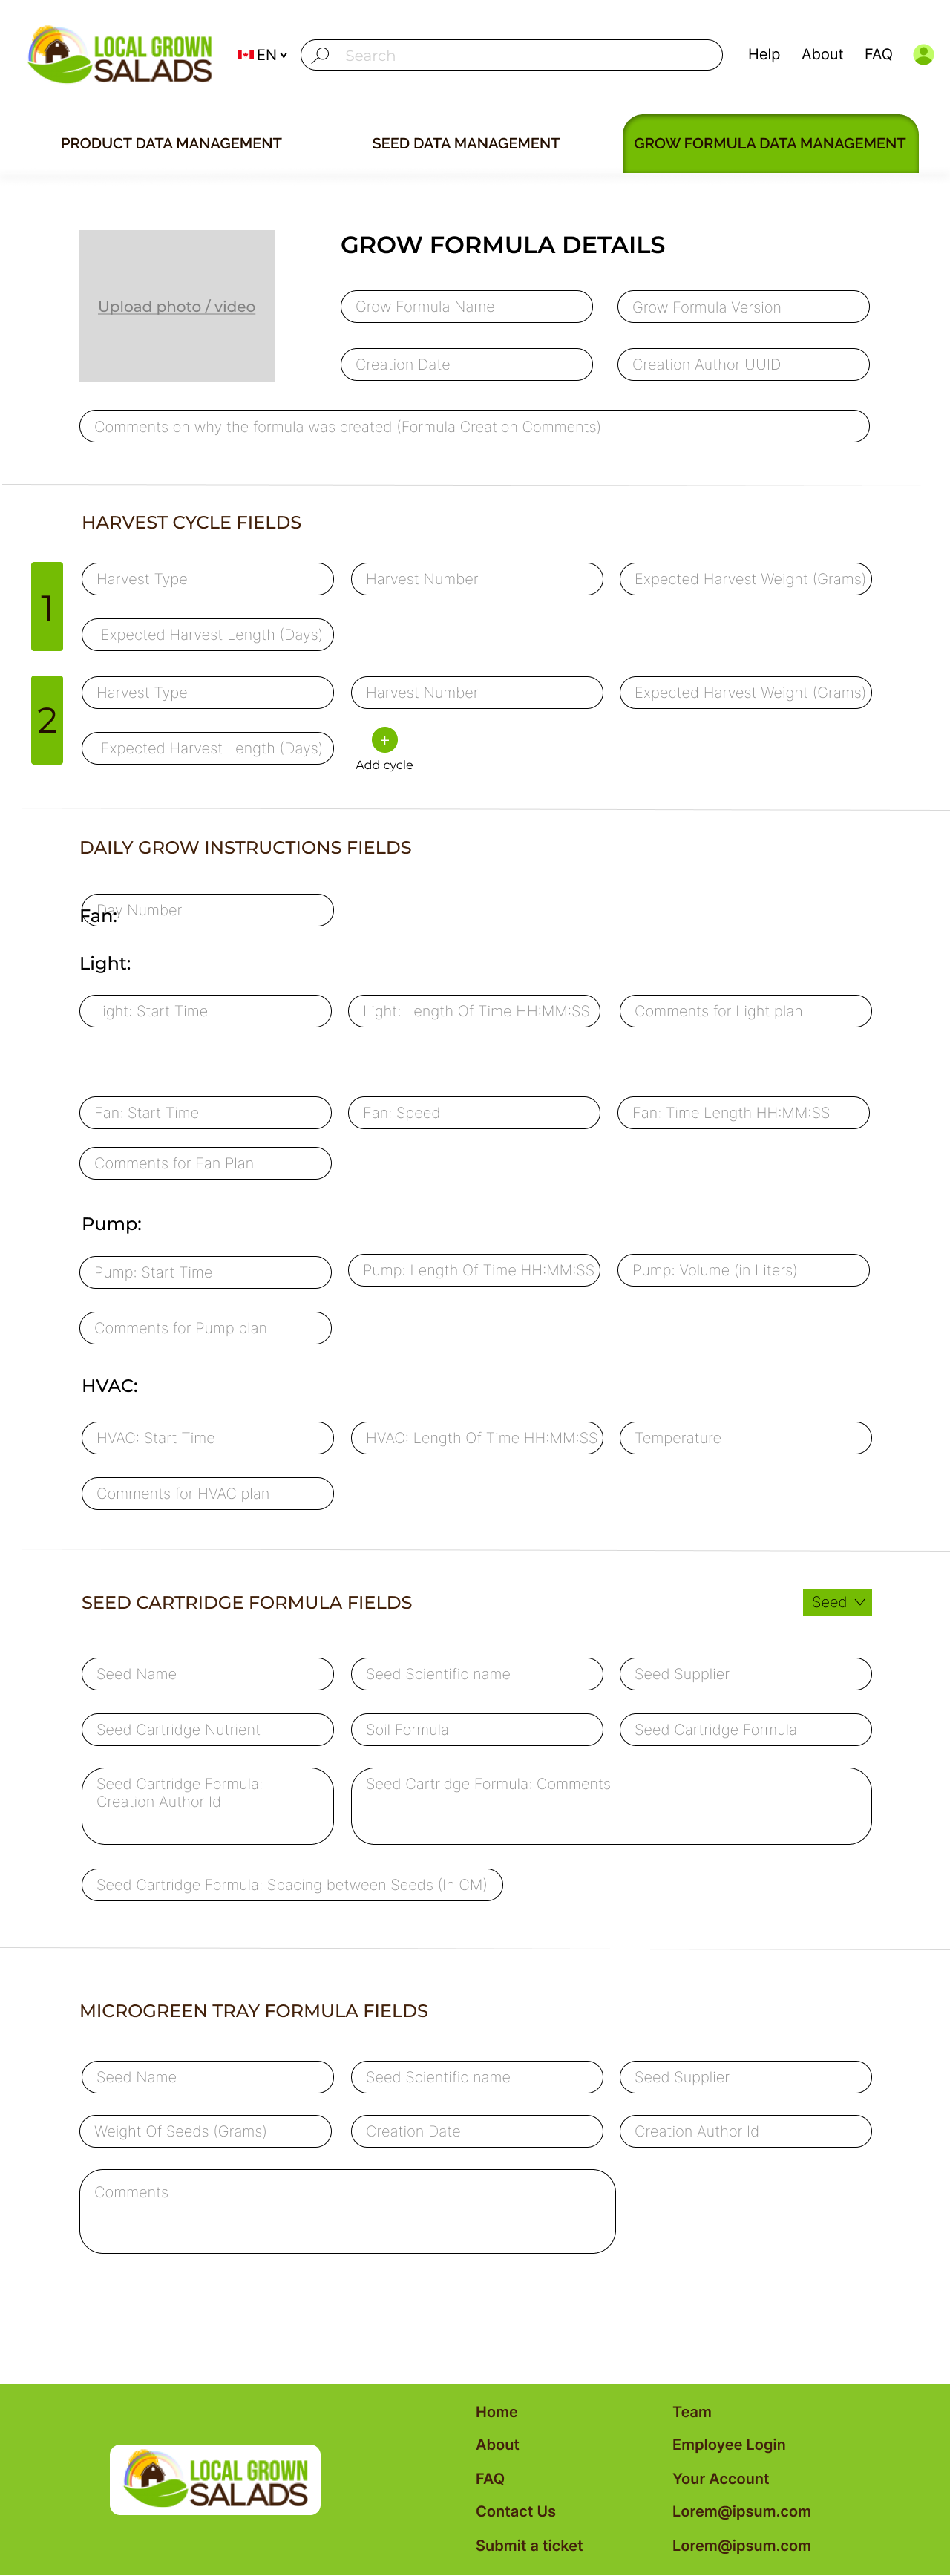 LOCAL GROWN
SALADS
EN
Search
Help About FAQ
PRODUCT DATA MANAGEMENT SEED DATA MANAGEMENT GROW FORMULA DATA MANAGEMENT
Upload photo / video
GROW FORMULA DETAILS
Grow Formula Name Grow Formula Version
Creation Date Creation Author UUID
Comments on why the formula was created (Formula Creation Comments)
HARVEST CYCLE FIELDS
1
Harvest Type Harvest Number Expected Harvest Weight (Grams)
Expected Harvest Length (Days)
2
Harvest Type Harvest Number Expected Harvest Weight (Grams)
Expected Harvest Length (Days)
+
Add cycle
DAILY GROW INSTRUCTIONS FIELDS
Day Number
Fan:
Light:
Light: Start Time Light: Length Of Time HH:MM:SS Comments for Light plan
Fan: Start Time Fan: Speed Fan: Time Length HH:MM:SS
Comments for Fan Plan
Pump:
Pump: Start Time Pump: Length Of Time HH:MM:SS Pump: Volume (in Liters)
Comments for Pump plan
HVAC:
HVAC: Start Time HVAC: Length Of Time HH:MM:SS Temperature
Comments for HVAC plan
SEED CARTRIDGE FORMULA FIELDS
Seed
Seed Name Seed Scientific name Seed Supplier
Seed Cartridge Nutrient Soil Formula Seed Cartridge Formula
Seed Cartridge Formula:
Creation Author Id
Seed Cartridge Formula: Comments
Seed Cartridge Formula: Spacing between Seeds (In CM)
MICROGREEN TRAY FORMULA FIELDS
Seed Name Seed Scientific name Seed Supplier
Weight Of Seeds (Grams) Creation Date Creation Author Id
Comments
LOCAL GROWN
SALADS
Home
About
FAQ
Contact Us
Submit a ticket
Team
Employee Login
Your Account
Lorem@ipsum.com
Lorem@ipsum.com